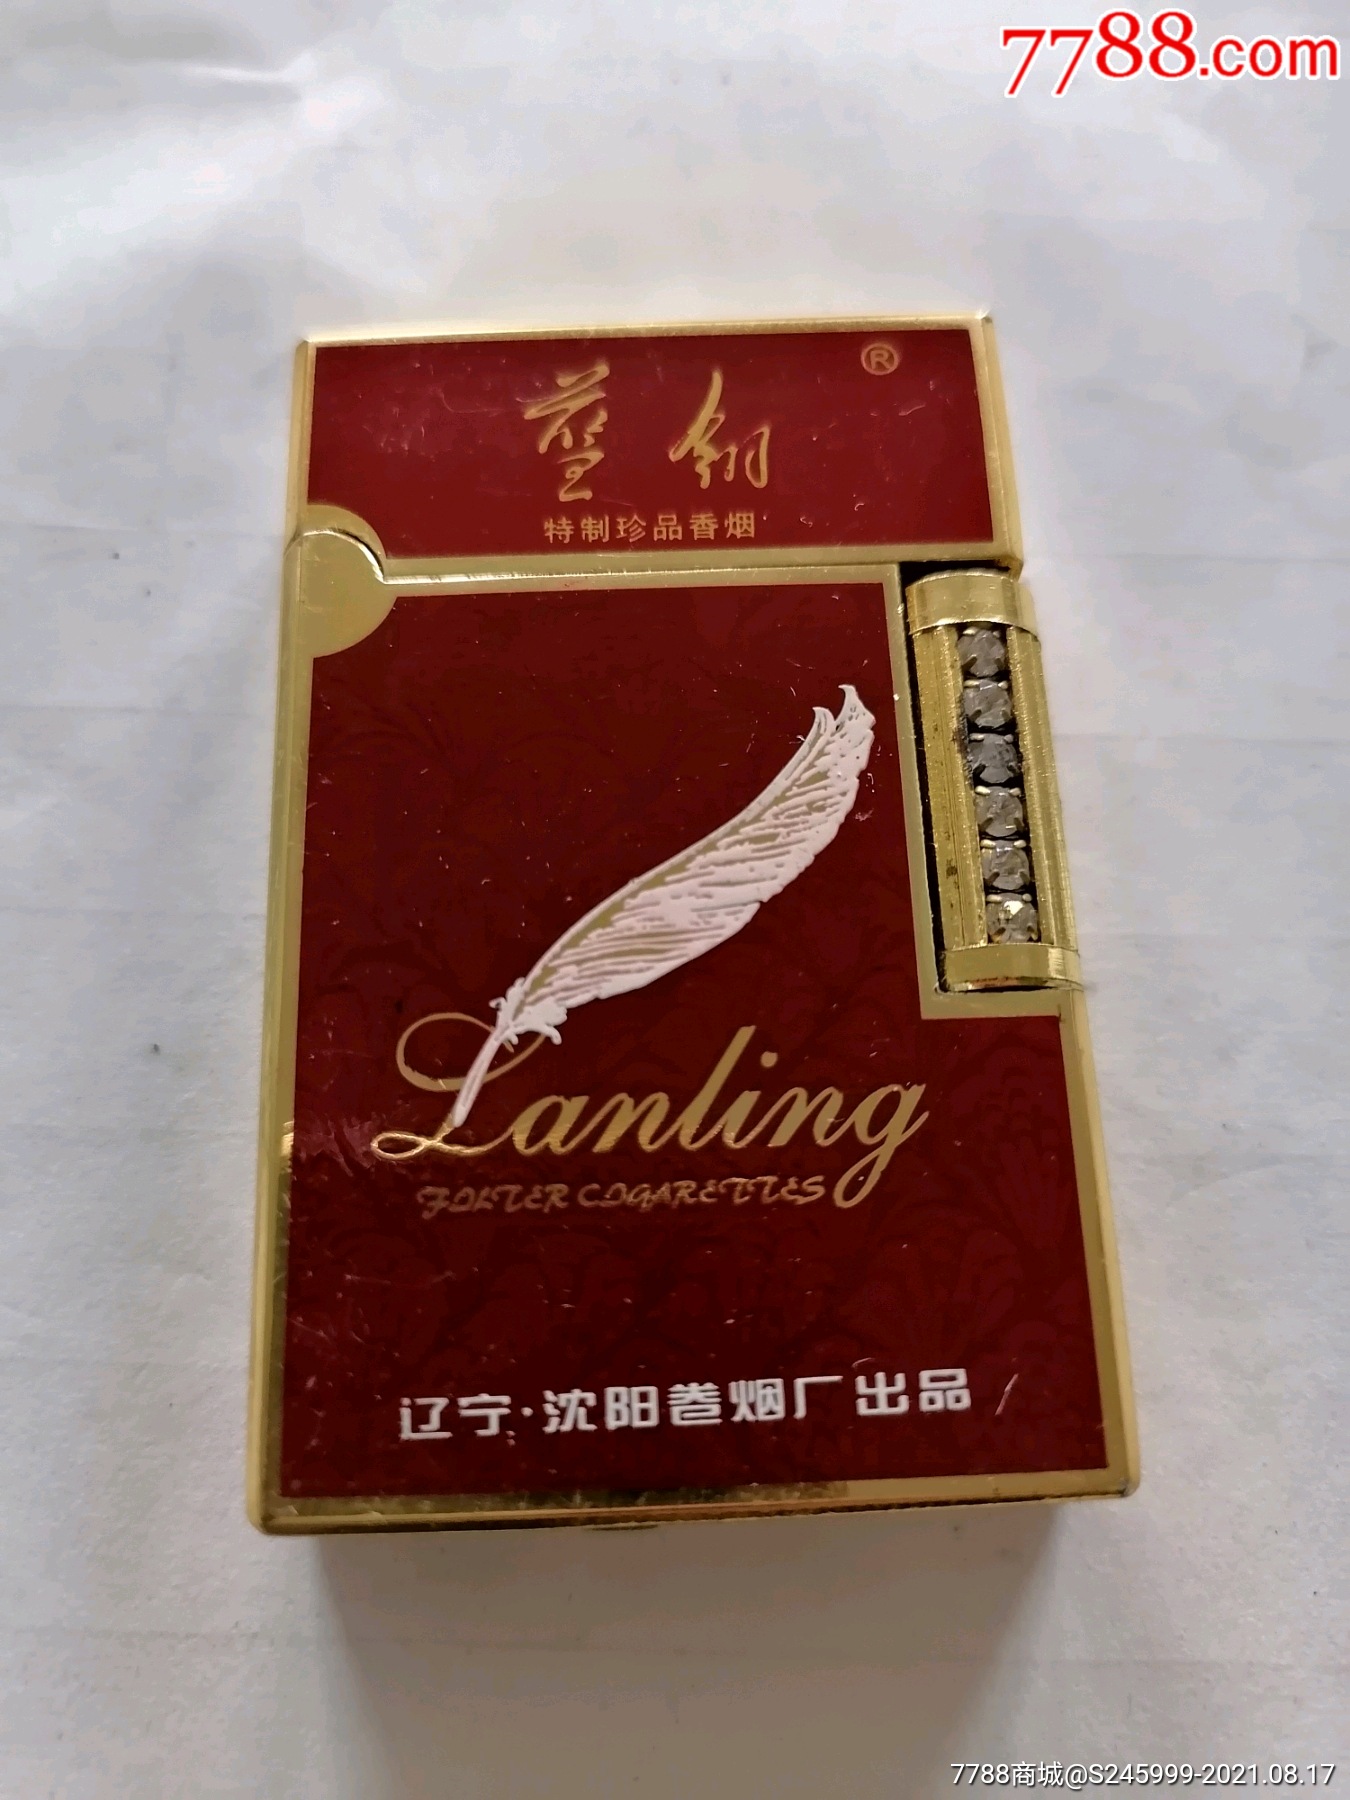 7788.com
®
蓝翎
特制珍品香烟
Lanling
FILTER CIGARETTES
辽宁·沈阳卷烟厂出品
7788商城@S245999-2021.08.17